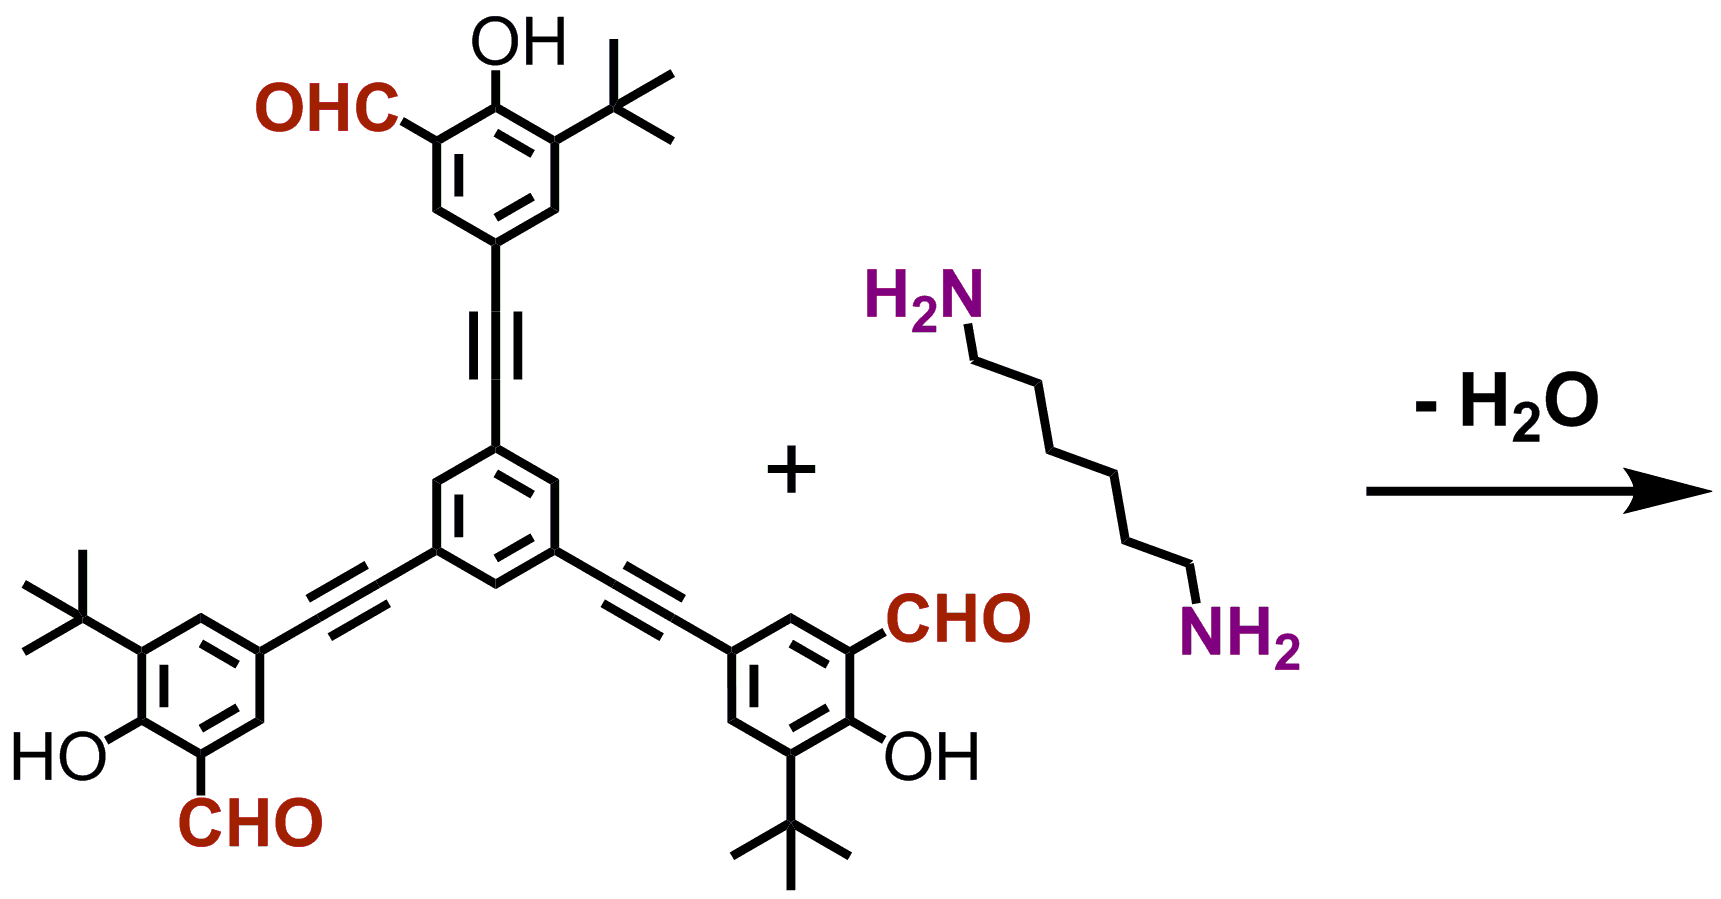 OH
OHC
H₂N
- H₂O
+
CHO
NH₂
HO
OH
CHO